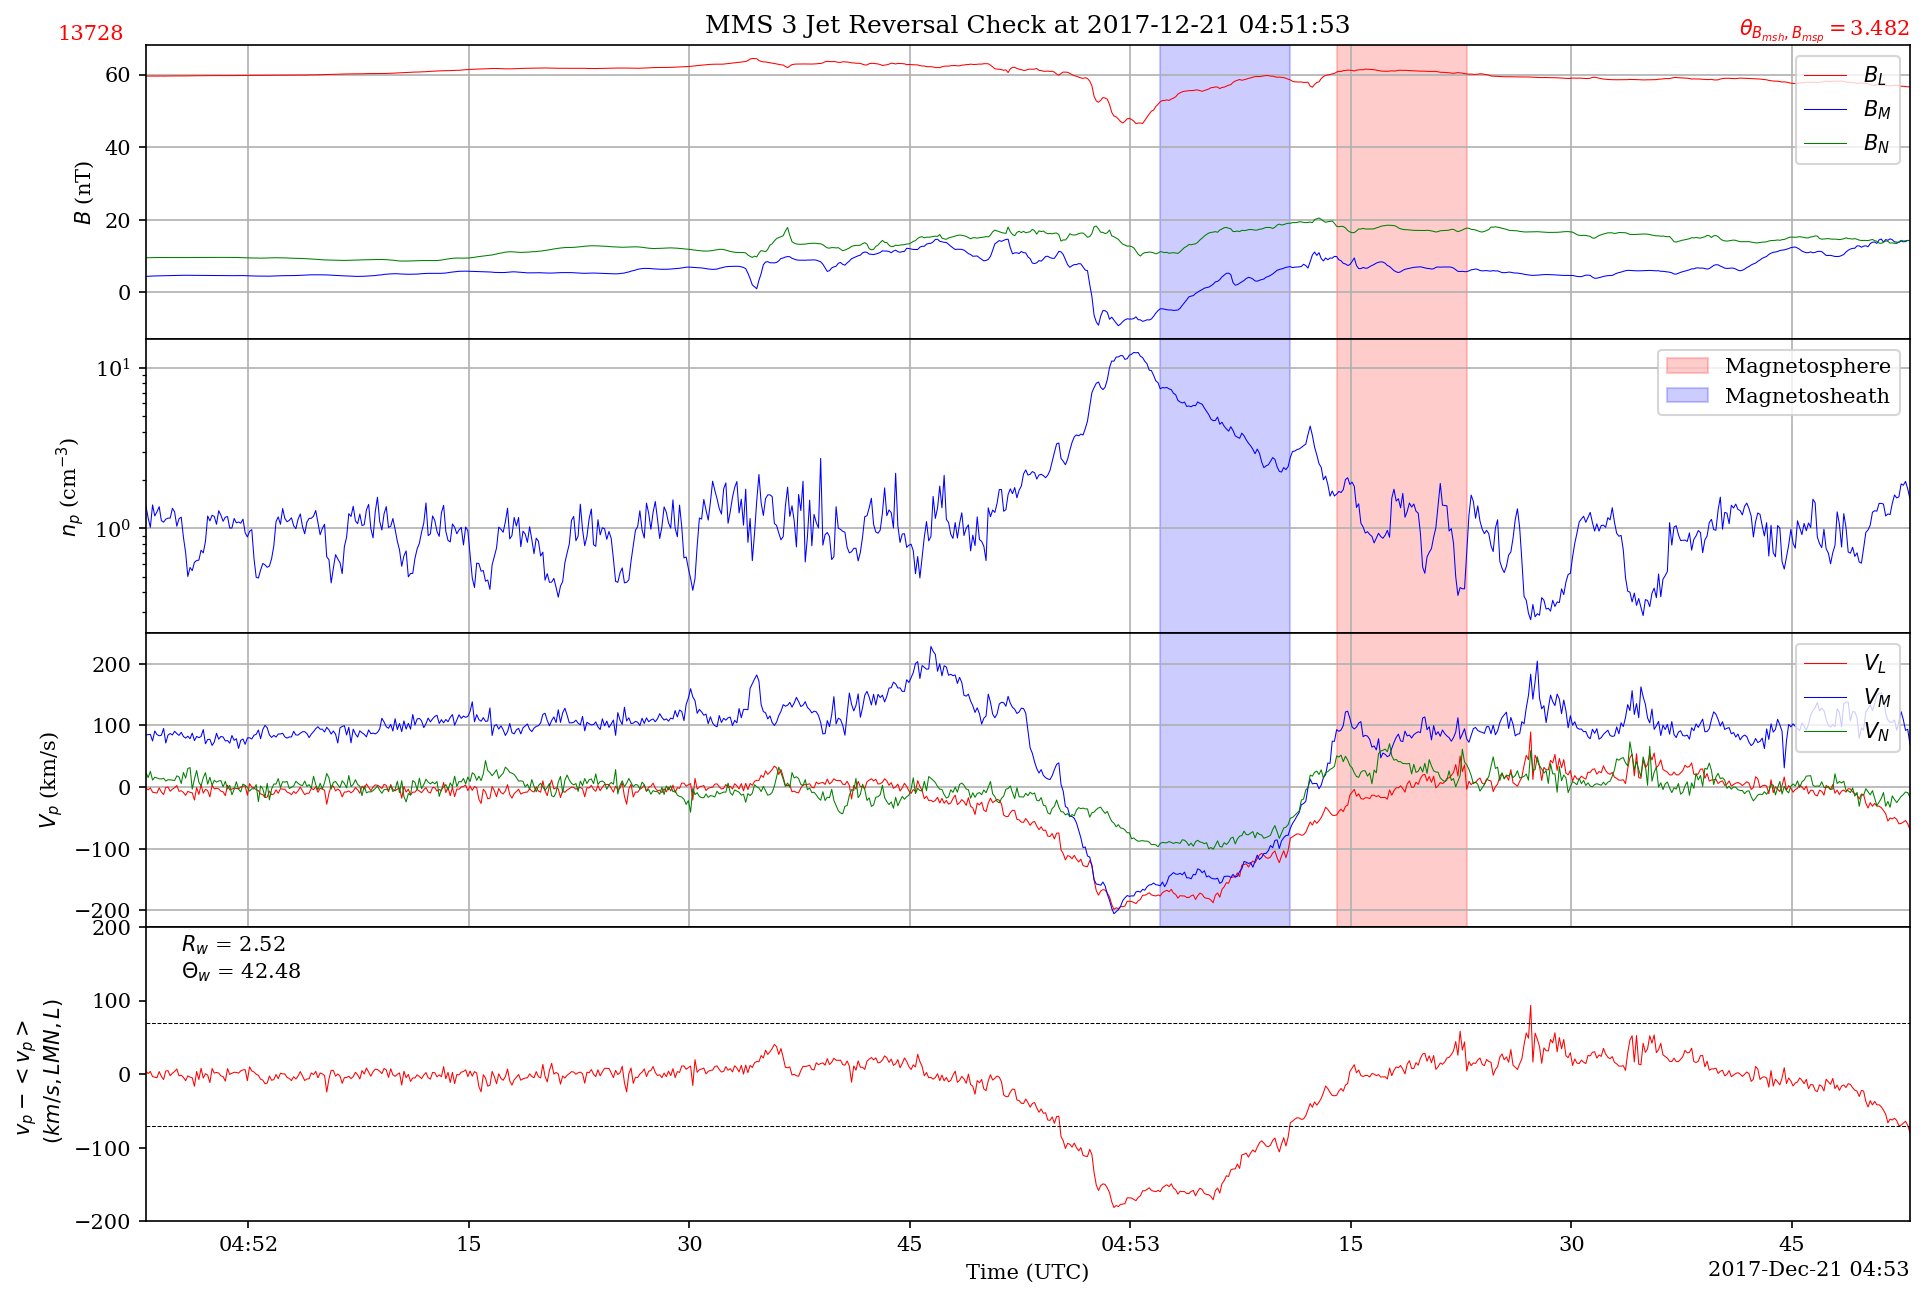 13728
MMS 3 Jet Reversal Check at 2017-12-21 04:51:53
θ_{B_{msh}, B_{msp}} = 3.482
60
40
20
0
B (nT)
B_L
B_M
B_N
10^1
10^0
n_p (cm^{−3})
Magnetosphere
Magnetosheath
200
100
0
−100
−200
V_p (km/s)
V_L
V_M
V_N
200
100
0
−100
−200
v_p − < v_p >
(km/s, LMN, L)
R_w = 2.52
Θ_w = 42.48
04:52
15
30
45
04:53
15
30
45
Time (UTC)
2017-Dec-21 04:53